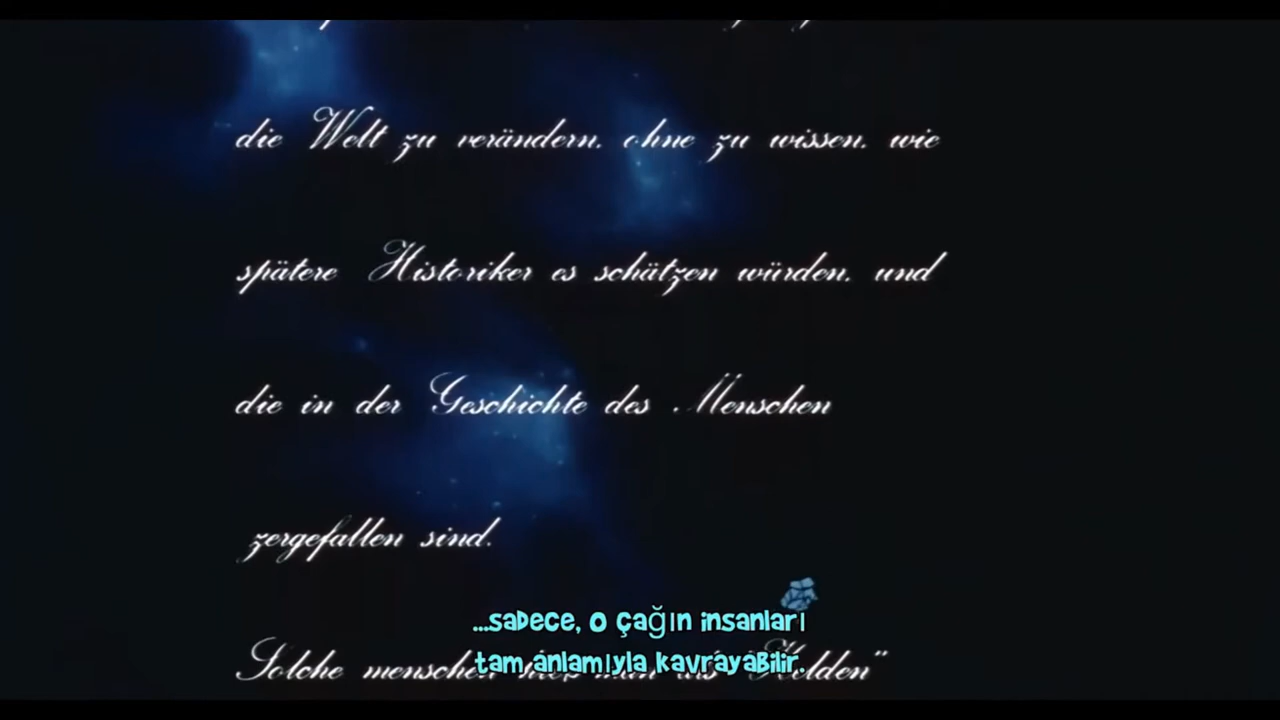 die Welt zu verändern, ohne zu wissen, wie
spätere Historiker es schätzen würden, und
die in der Geschichte des Menschen
zergefallen sind.
...sadece, o çağın insanları
tam anlamıyla kavrayabilir.
Solche menschen Helden"